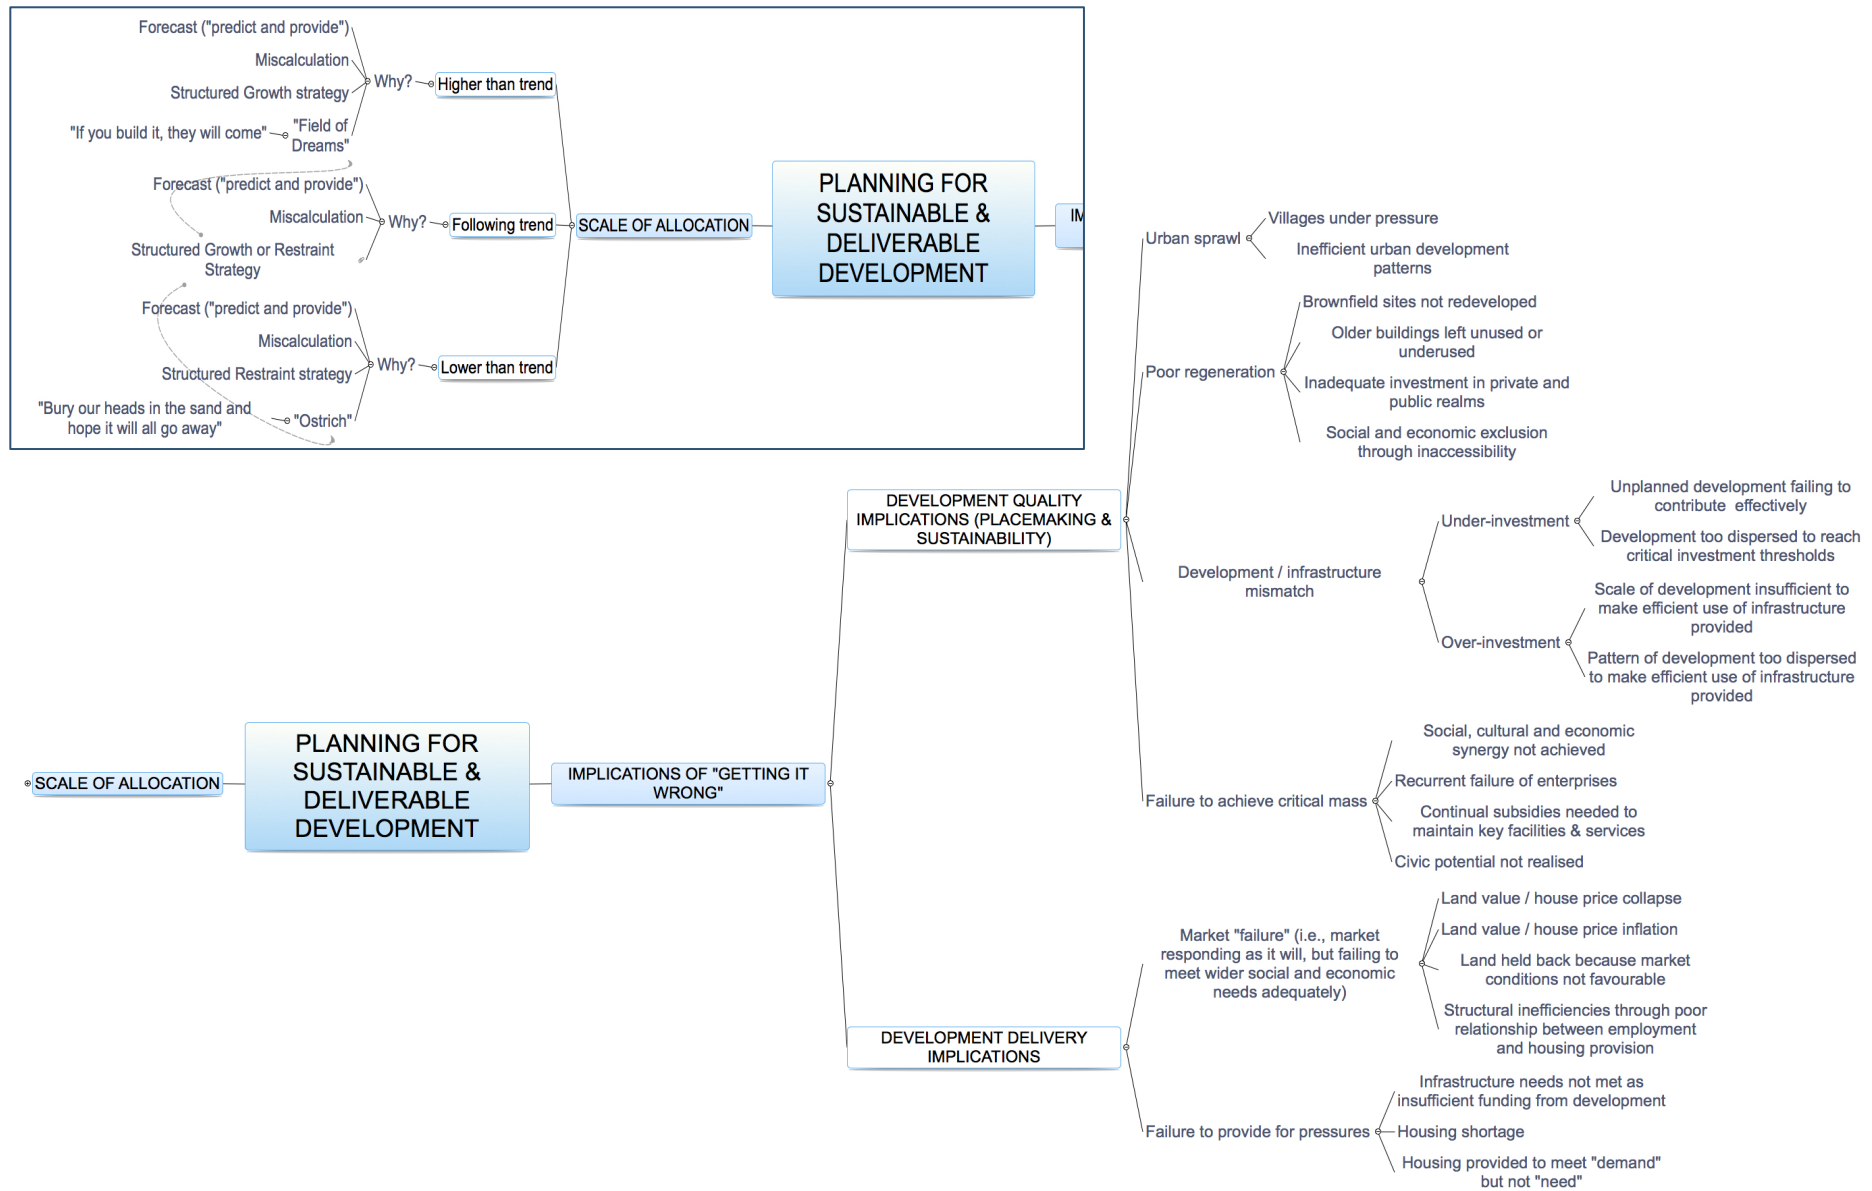 Forecast ("predict and provide")
Miscalculation
Structured Growth strategy
"If you build it, they will come"
"Field of
Dreams"
Why?
Higher than trend
Forecast ("predict and provide")
Miscalculation
Structured Growth or Restraint
Strategy
Why?
Following trend
Forecast ("predict and provide")
Miscalculation
Structured Restraint strategy
"Bury our heads in the sand and
hope it will all go away"
"Ostrich"
Why?
Lower than trend
SCALE OF ALLOCATION
PLANNING FOR
SUSTAINABLE &
DELIVERABLE
DEVELOPMENT
IM
SCALE OF ALLOCATION
PLANNING FOR
SUSTAINABLE &
DELIVERABLE
DEVELOPMENT
IMPLICATIONS OF "GETTING IT
WRONG"
DEVELOPMENT QUALITY
IMPLICATIONS (PLACEMAKING &
SUSTAINABILITY)
Urban sprawl
Villages under pressure
Inefficient urban development
patterns
Poor regeneration
Brownfield sites not redeveloped
Older buildings left unused or
underused
Inadequate investment in private and
public realms
Social and economic exclusion
through inaccessibility
Development / infrastructure
mismatch
Under-investment
Unplanned development failing to
contribute effectively
Development too dispersed to reach
critical investment thresholds
Over-investment
Scale of development insufficient to
make efficient use of infrastructure
provided
Pattern of development too dispersed
to make efficient use of infrastructure
provided
Failure to achieve critical mass
Social, cultural and economic
synergy not achieved
Recurrent failure of enterprises
Continual subsidies needed to
maintain key facilities & services
Civic potential not realised
DEVELOPMENT DELIVERY
IMPLICATIONS
Market "failure" (i.e., market
responding as it will, but failing to
meet wider social and economic
needs adequately)
Land value / house price collapse
Land value / house price inflation
Land held back because market
conditions not favourable
Structural inefficiencies through poor
relationship between employment
and housing provision
Failure to provide for pressures
Infrastructure needs not met as
insufficient funding from development
Housing shortage
Housing provided to meet "demand"
but not "need"